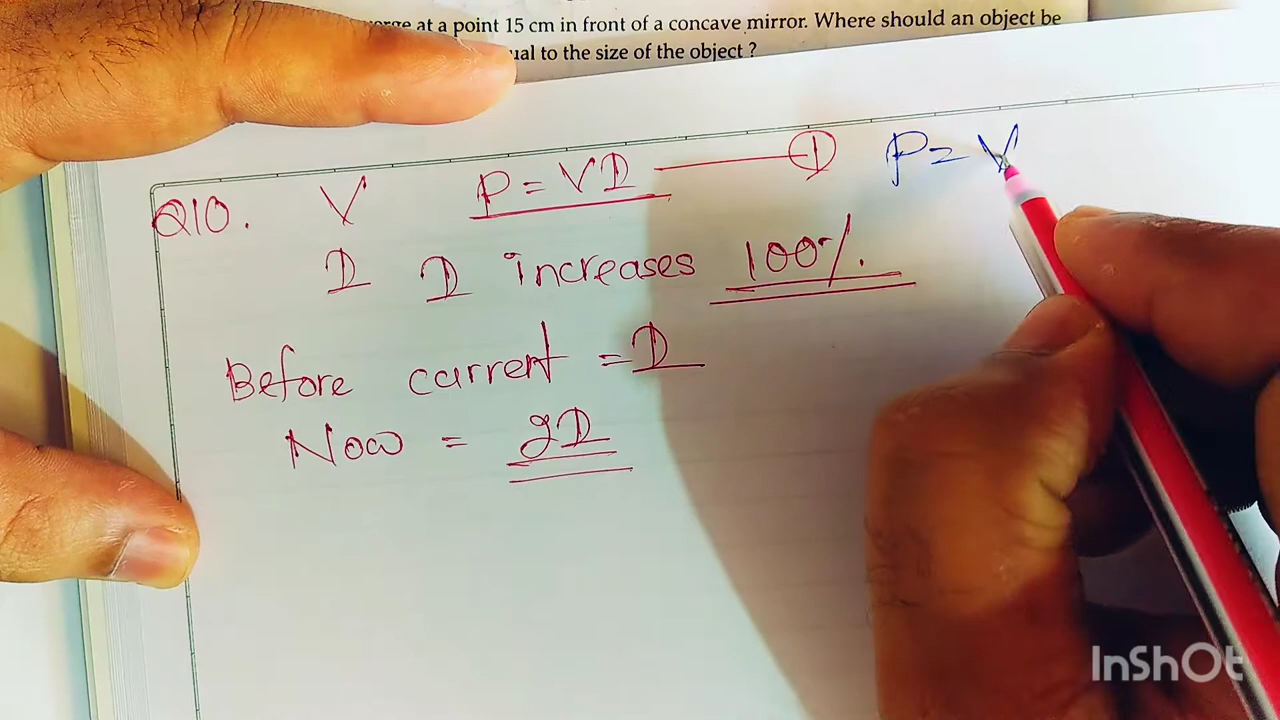 at a point 15 cm in front of a concave mirror. Where should an object be
to the size of the object ?
Q10. V P = VI ① P = V
I I increases 100%.
Before current = I
Now = 2I
InShOt